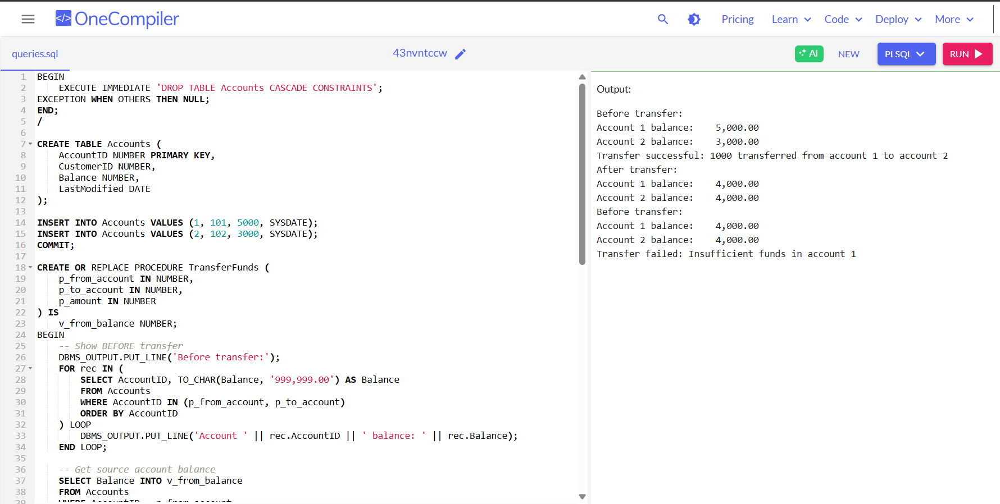 </> OneCompiler
Pricing Learn Code Deploy More
queries.sql
43nvntccw
AI NEW PLSQL RUN
1 BEGIN
2     EXECUTE IMMEDIATE 'DROP TABLE Accounts CASCADE CONSTRAINTS';
3 EXCEPTION WHEN OTHERS THEN NULL;
4 END;
5 /
6
7 CREATE TABLE Accounts (
8     AccountID NUMBER PRIMARY KEY,
9     CustomerID NUMBER,
10     Balance NUMBER,
11     LastModified DATE
12 );
13
14 INSERT INTO Accounts VALUES (1, 101, 5000, SYSDATE);
15 INSERT INTO Accounts VALUES (2, 102, 3000, SYSDATE);
16 COMMIT;
17
18 CREATE OR REPLACE PROCEDURE TransferFunds (
19     p_from_account IN NUMBER,
20     p_to_account IN NUMBER,
21     p_amount IN NUMBER
22 ) IS
23     v_from_balance NUMBER;
24 BEGIN
25     -- Show BEFORE transfer
26     DBMS_OUTPUT.PUT_LINE('Before transfer:');
27     FOR rec IN (
28         SELECT AccountID, TO_CHAR(Balance, '999,999.00') AS Balance
29         FROM Accounts
30         WHERE AccountID IN (p_from_account, p_to_account)
31         ORDER BY AccountID
32     ) LOOP
33         DBMS_OUTPUT.PUT_LINE('Account ' || rec.AccountID || ' balance: ' || rec.Balance);
34     END LOOP;
35
36     -- Get source account balance
37     SELECT Balance INTO v_from_balance
38     FROM Accounts
39     WHERE AccountID p_from_account
Output:
Before transfer:
Account 1 balance:    5,000.00
Account 2 balance:    3,000.00
Transfer successful: 1000 transferred from account 1 to account 2
After transfer:
Account 1 balance:    4,000.00
Account 2 balance:    4,000.00
Before transfer:
Account 1 balance:    4,000.00
Account 2 balance:    4,000.00
Transfer failed: Insufficient funds in account 1